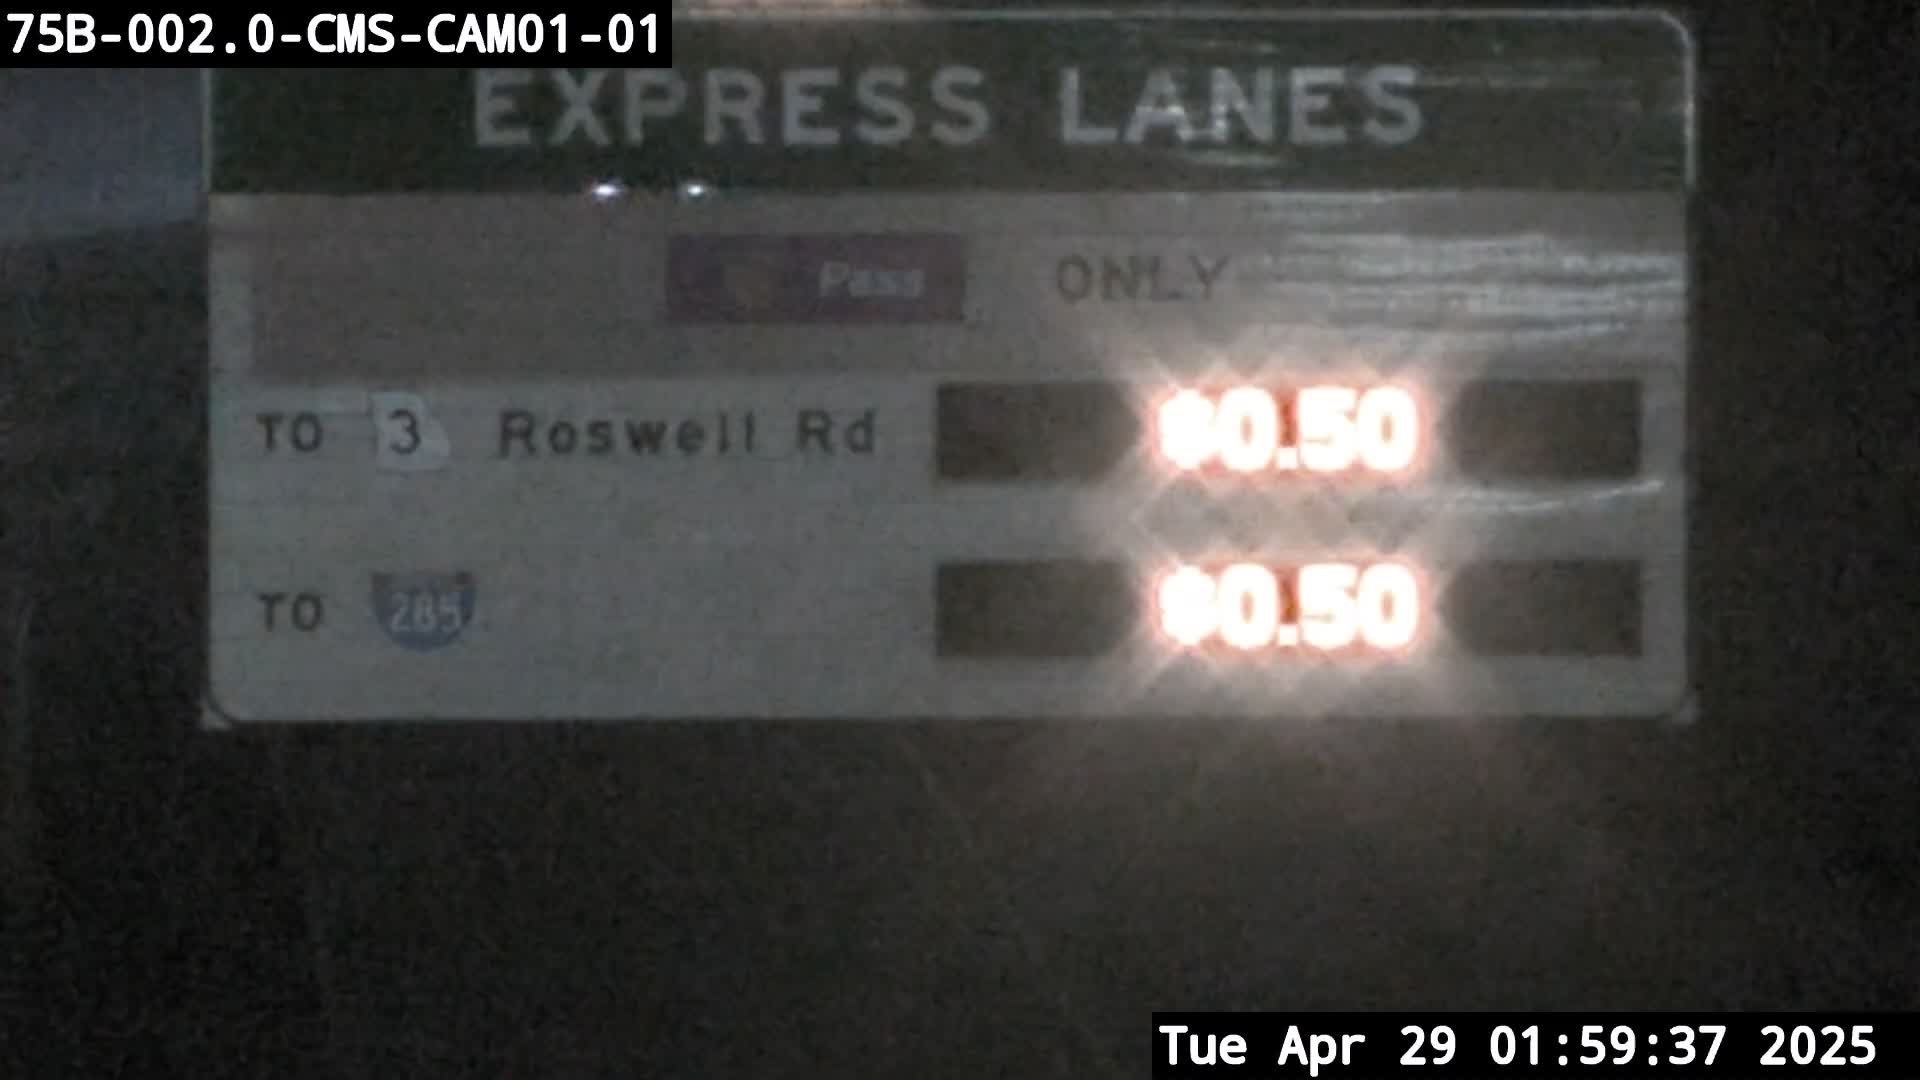 75B-002.0-CMS-CAM01-01
EXPRESS LANES
Pass ONLY
TO 3 Roswell Rd $0.50
TO 285 $0.50
Tue Apr 29 01:59:37 2025